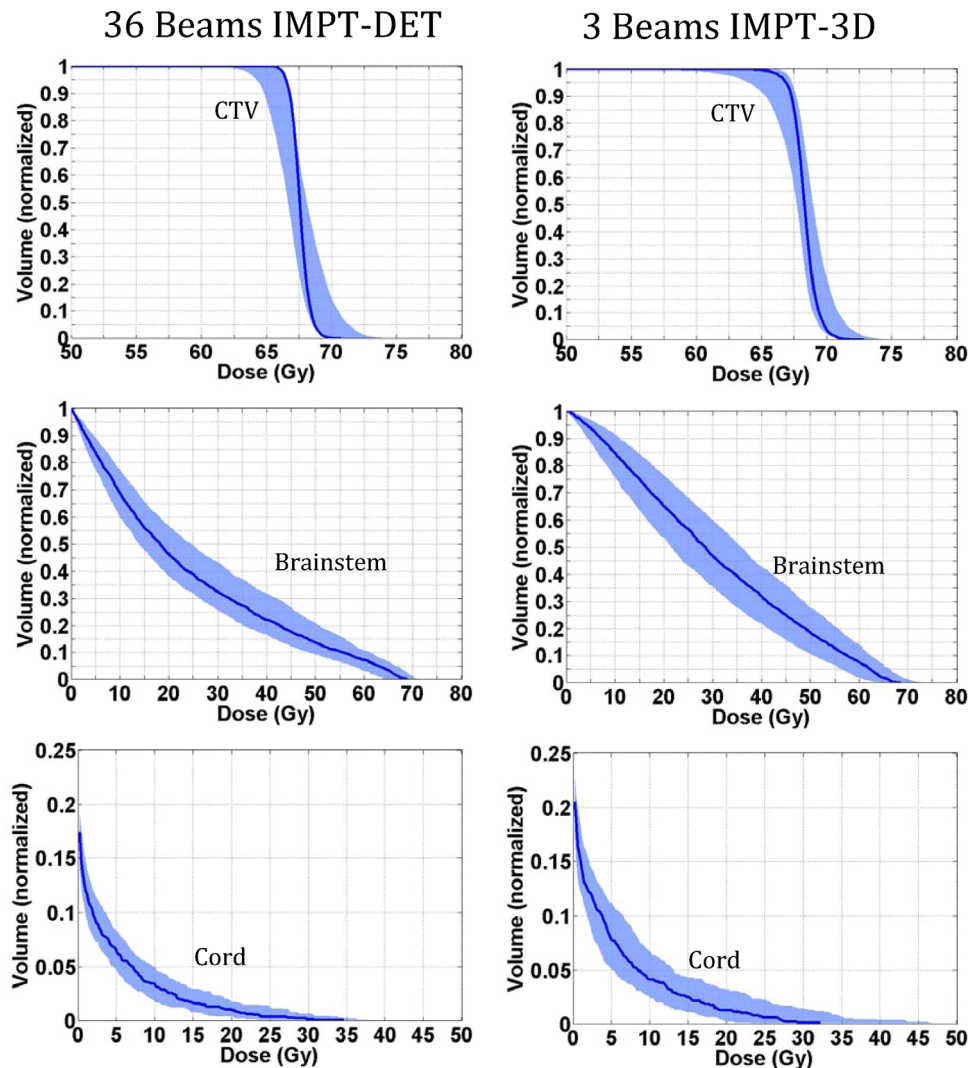 36 Beams IMPT-DET
3 Beams IMPT-3D
1
0.9
0.8
0.7
0.6
0.5
0.4
0.3
0.2
0.1
0
Volume (normalized)
CTV
50 55 60 65 70 75 80
Dose (Gy)
1
0.9
0.8
0.7
0.6
0.5
0.4
0.3
0.2
0.1
0
Volume (normalized)
CTV
50 55 60 65 70 75 80
Dose (Gy)
1
0.9
0.8
0.7
0.6
0.5
0.4
0.3
0.2
0.1
0
Volume (normalized)
Brainstem
0 10 20 30 40 50 60 70 80
Dose (Gy)
1
0.9
0.8
0.7
0.6
0.5
0.4
0.3
0.2
0.1
0
Volume (normalized)
Brainstem
0 10 20 30 40 50 60 70 80
Dose (Gy)
0.25
0.2
0.15
0.1
0.05
0
Volume (normalized)
Cord
0 5 10 15 20 25 30 35 40 45 50
Dose (Gy)
0.25
0.2
0.15
0.1
0.05
0
Volume (normalized)
Cord
0 5 10 15 20 25 30 35 40 45 50
Dose (Gy)